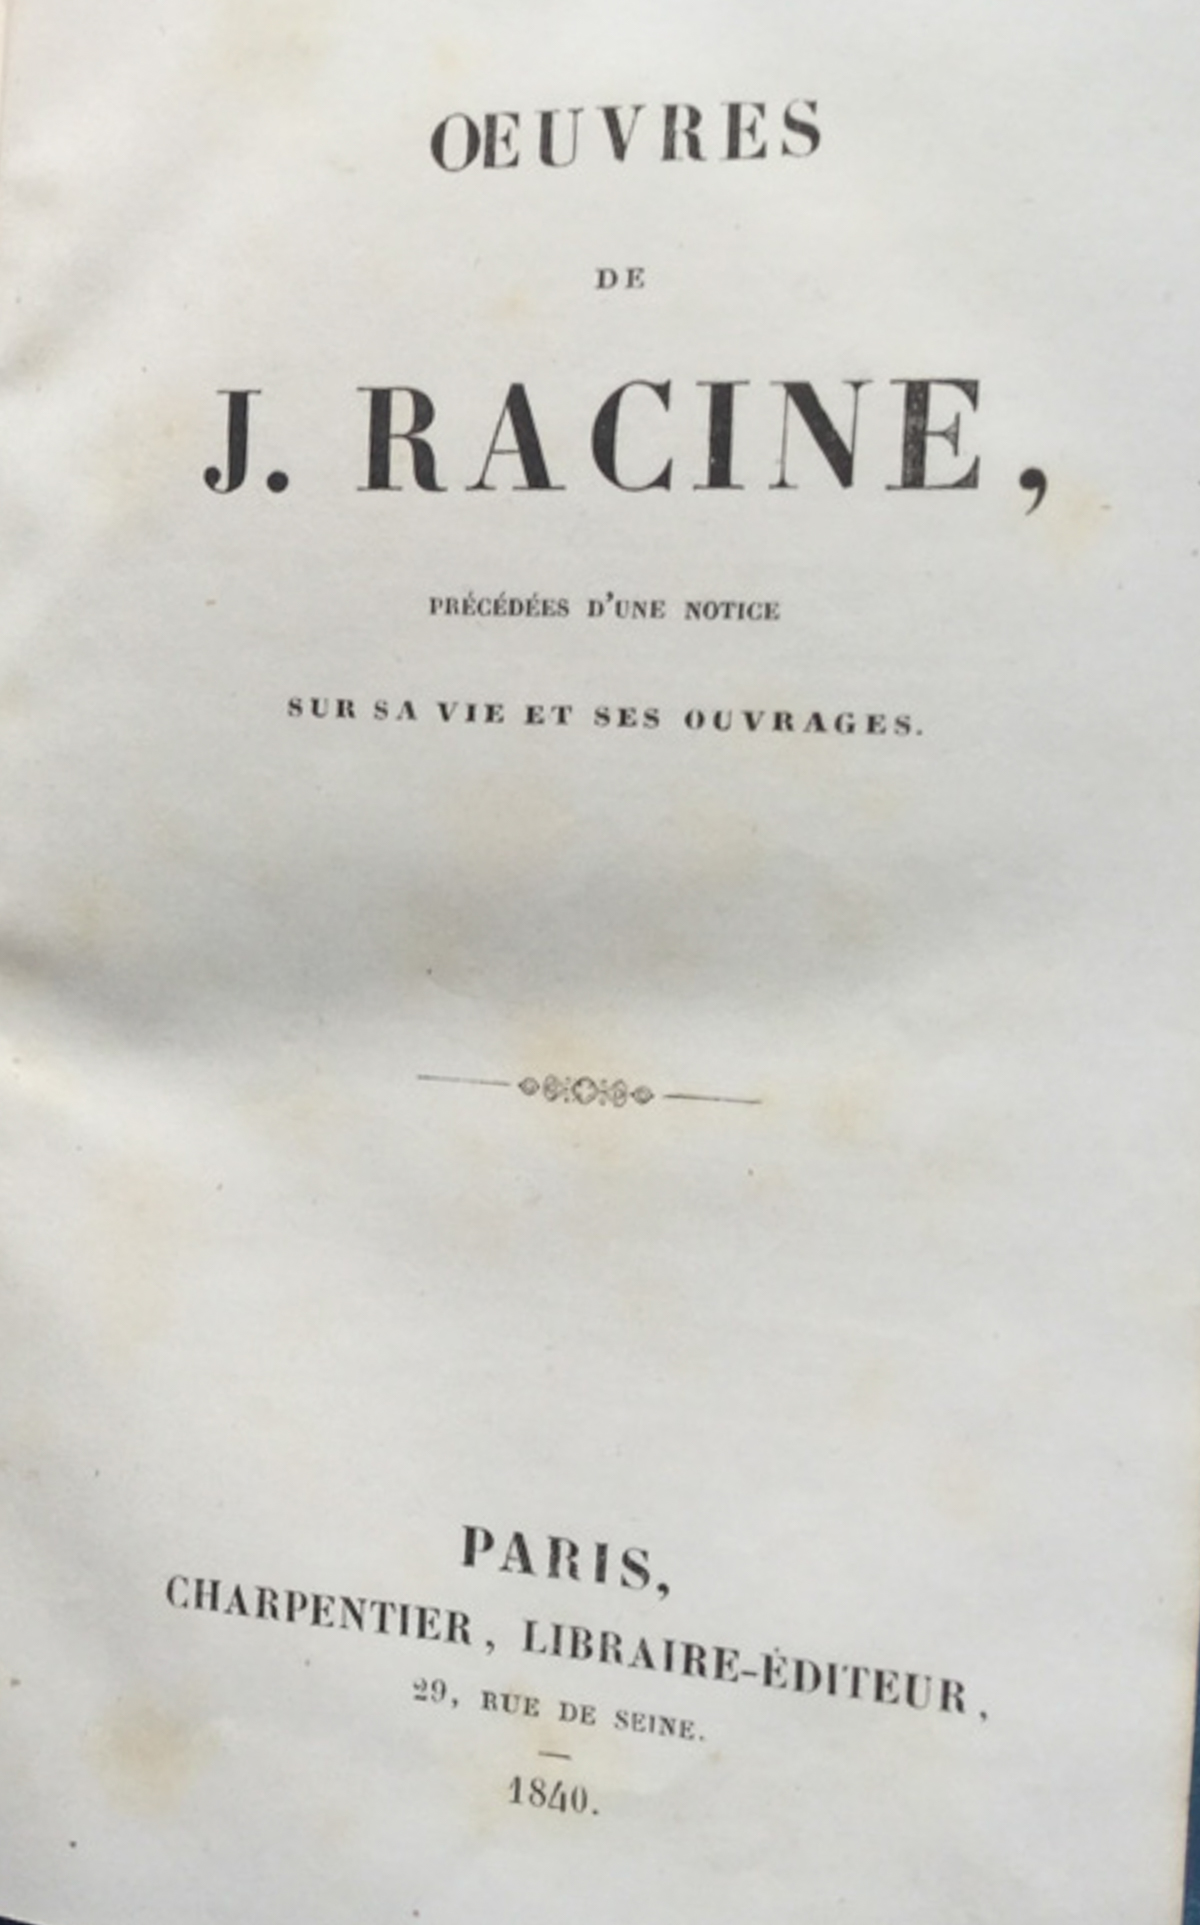 OEUVRES
DE
J. RACINE,
PRÉCÉDÉES D'UNE NOTICE
SUR SA VIE ET SES OUVRAGES.
PARIS,
CHARPENTIER, LIBRAIRE-ÉDITEUR,
29, RUE DE SEINE.
1840.